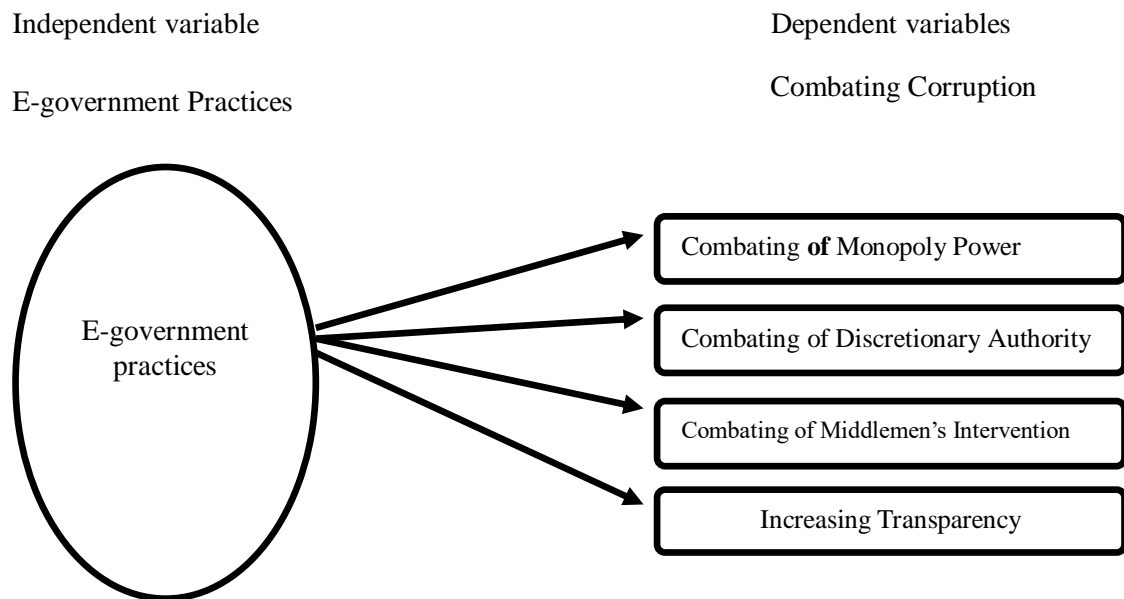 Independent variable
Dependent variables
E-government Practices
Combating Corruption
E-government
practices
Combating of Monopoly Power
Combating of Discretionary Authority
Combating of Middlemen’s Intervention
Increasing Transparency